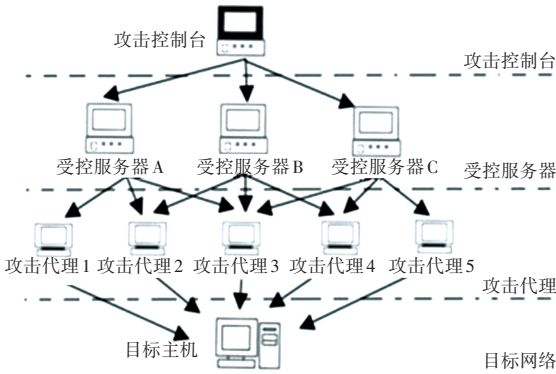 攻击控制台
攻击控制台
受控服务器A 受控服务器B 受控服务器C
受控服务器
攻击代理1 攻击代理2 攻击代理3 攻击代理4 攻击代理5
攻击代理
目标主机
目标网络